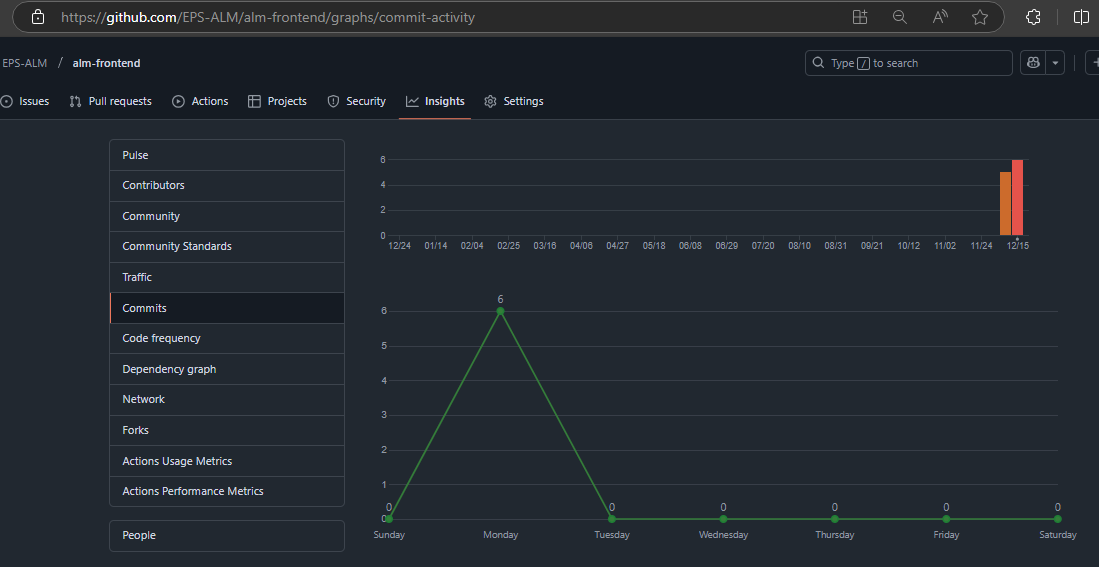 https://github.com/EPS-ALM/alm-frontend/graphs/commit-activity
EPS-ALM / alm-frontend
Type / to search
Issues Pull requests Actions Projects Security Insights Settings
Pulse
Contributors
Community
Community Standards
Traffic
Commits
Code frequency
Dependency graph
Network
Forks
Actions Usage Metrics
Actions Performance Metrics
People
6
4
2
0
12/24 01/14 02/04 02/25 03/16 04/06 04/27 05/18 06/08 06/29 07/20 08/10 08/31 09/21 10/12 11/02 11/24 12/15
6
6
5
4
3
2
1
0
0 0 0 0 0 0
Sunday Monday Tuesday Wednesday Thursday Friday Saturday